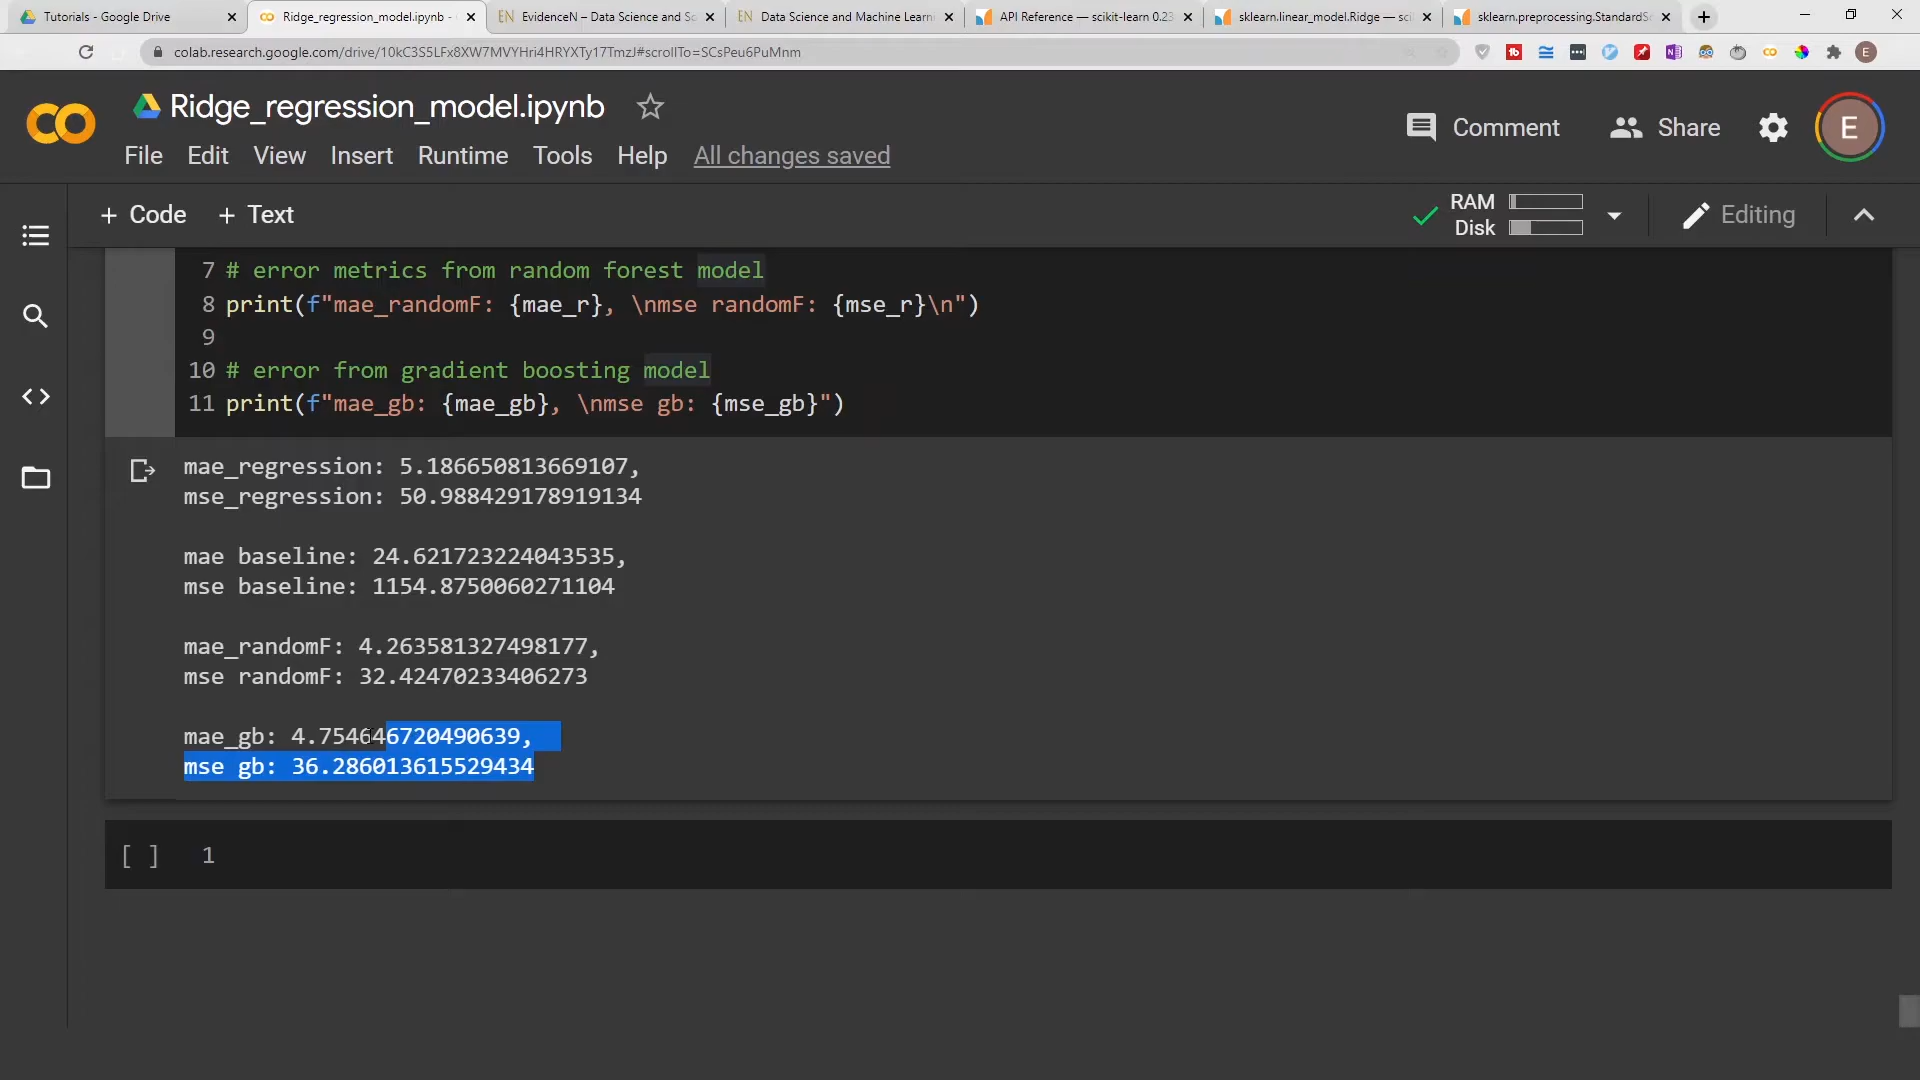 Tutorials - Google Drive
Ridge_regression_model.ipynb -
EN EvidenceN – Data Science and Sc
EN Data Science and Machine Learn
API Reference — scikit-learn 0.23
sklearn.linear_model.Ridge — sci
sklearn.preprocessing.StandardS
colab.research.google.com/drive/10kC3S5LFx8XW7MVYHri4HRYXTy17TmzJ#scrollTo=SCsPeu6PuMnm
E
Ridge_regression_model.ipynb
Comment
Share
E
File Edit View Insert Runtime Tools Help All changes saved
+ Code + Text
RAM
Disk
Editing
7 # error metrics from random forest model
8 print(f"mae_randomF: {mae_r}, \nmse randomF: {mse_r}\n")
9
10 # error from gradient boosting model
11 print(f"mae_gb: {mae_gb}, \nmse gb: {mse_gb}")
mae_regression: 5.186650813669107,
mse_regression: 50.988429178919134
mae baseline: 24.621723224043535,
mse baseline: 1154.8750060271104
mae_randomF: 4.263581327498177,
mse randomF: 32.42470233406273
mae_gb: 4.754646720490639,
mse gb: 36.286013615529434
[ ] 1